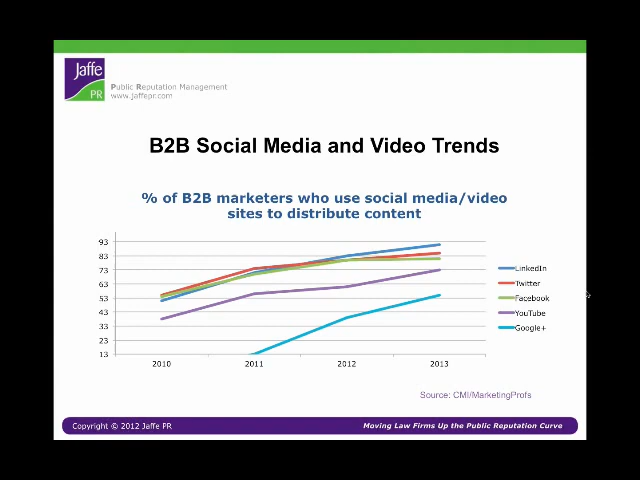 Jaffe
PR
Public Reputation Management
www.jaffepr.com
B2B Social Media and Video Trends
% of B2B marketers who use social media/video
sites to distribute content
93
83
73
63
53
43
33
23
13
2010 2011 2012 2013
LinkedIn
Twitter
Facebook
YouTube
Google+
Source: CMI/MarketingProfs
Copyright © 2012 Jaffe PR
Moving Law Firms Up the Public Reputation Curve